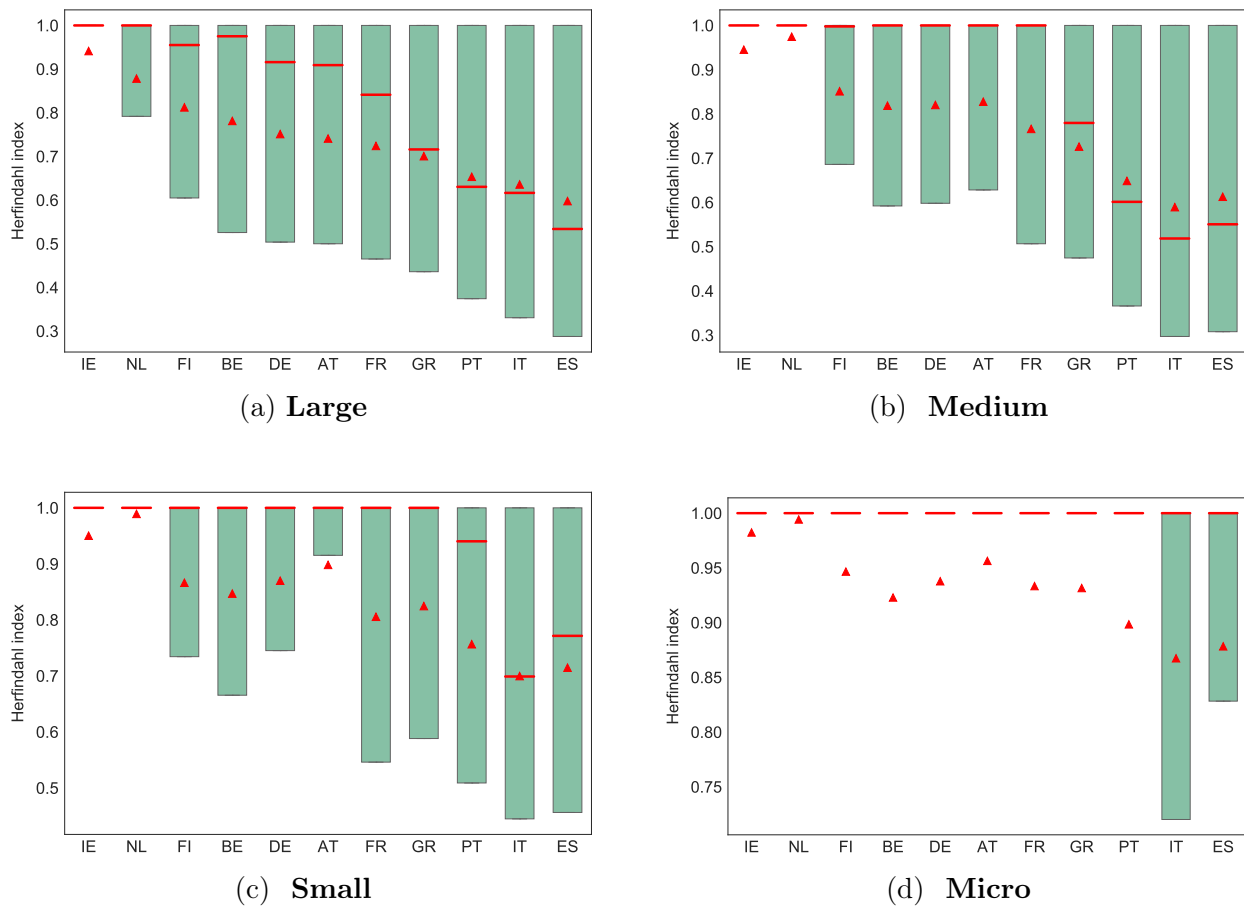 1.0
0.9
0.8
0.7
0.6
0.5
0.4
0.3
Herfindahl index
IE NL FI BE DE AT FR GR PT IT ES
(a) Large
1.0
0.9
0.8
0.7
0.6
0.5
0.4
0.3
Herfindahl index
IE NL FI BE DE AT FR GR PT IT ES
(b) Medium
1.0
0.9
0.8
0.7
0.6
0.5
Herfindahl index
IE NL FI BE DE AT FR GR PT IT ES
(c) Small
1.00
0.95
0.90
0.85
0.80
0.75
Herfindahl index
IE NL FI BE DE AT FR GR PT IT ES
(d) Micro